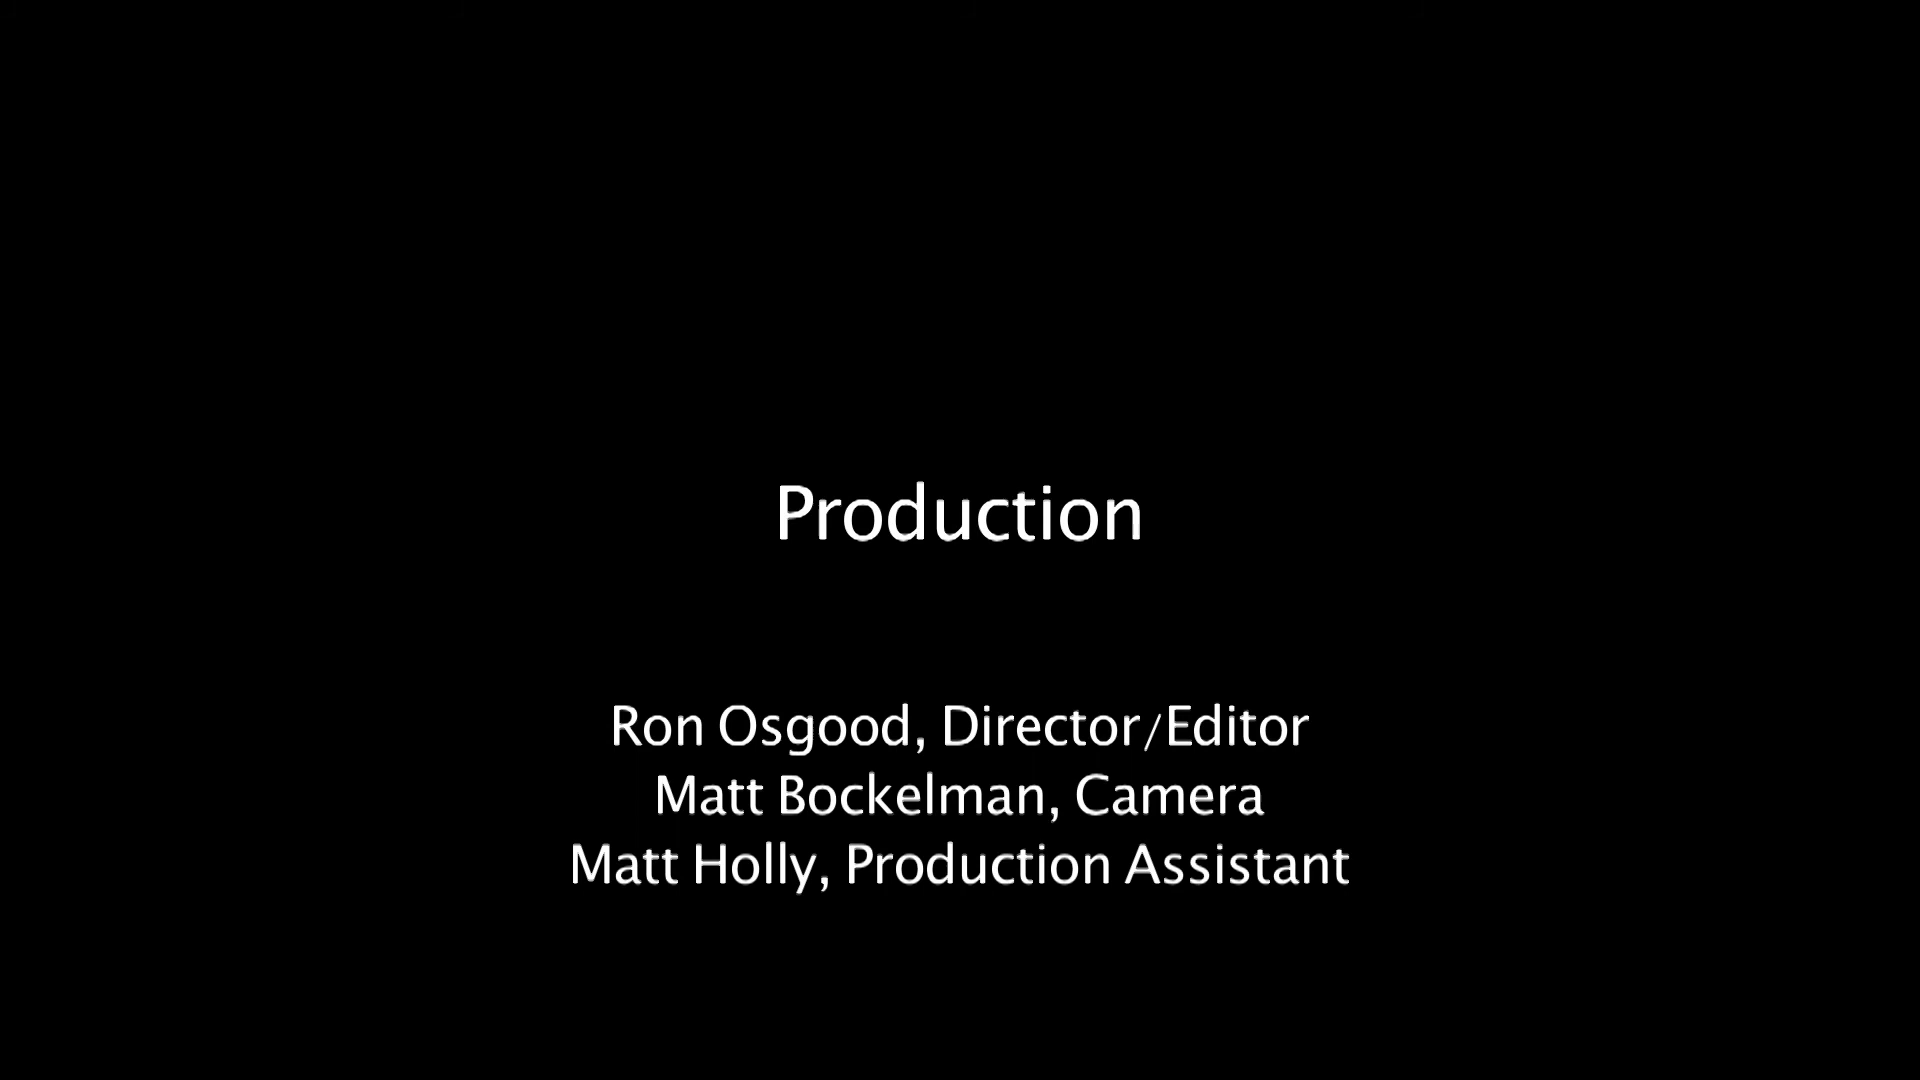 Production
Ron Osgood, Director/Editor
Matt Bockelman, Camera
Matt Holly, Production Assistant